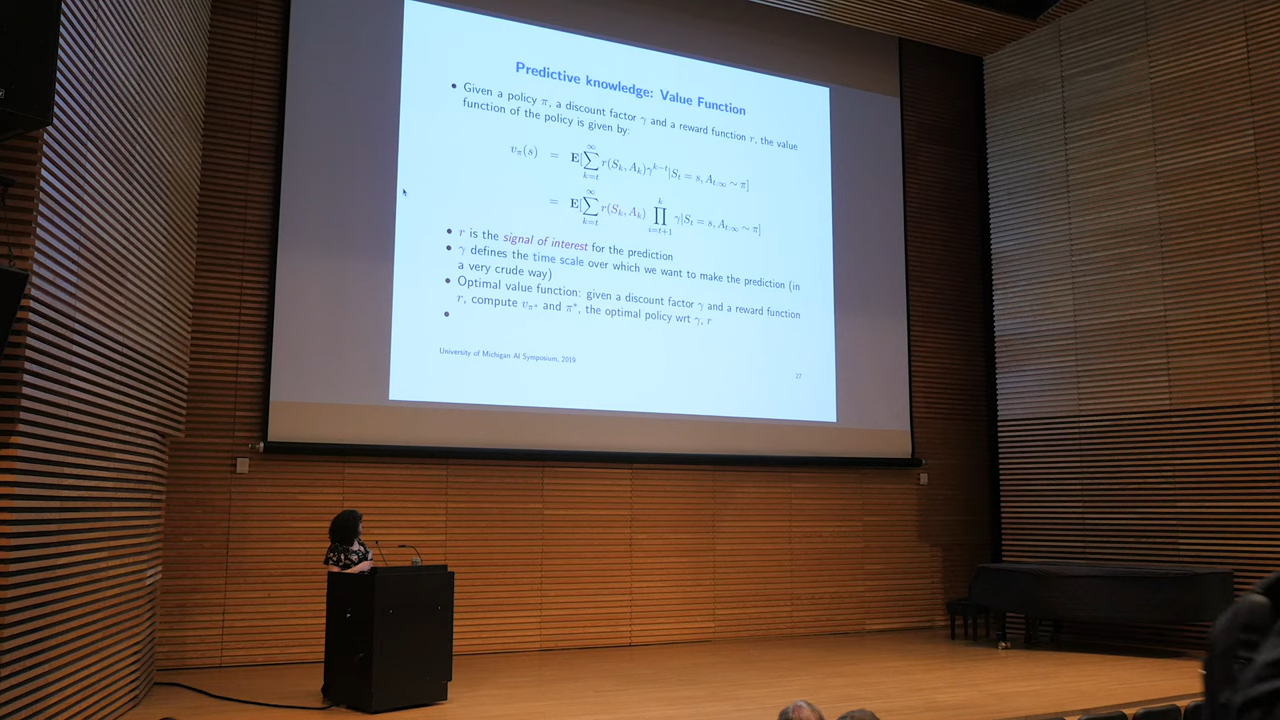 Predictive knowledge: Value Function
• Given a policy π, a discount factor γ and a reward function r, the value
function of the policy is given by:
v_π(s) = E[∑_{k=t}^{∞} r(S_k, A_k)γ^{k−t}|S_t = s, A_{t:∞} ∼ π]
= E[∑_{k=t}^{∞} r(S_k, A_k) ∏_{i=t+1}^{k} γ|S_t = s, A_{t:∞} ∼ π]
• r is the signal of interest for the prediction
• γ defines the time scale over which we want to make the prediction (in
a very crude way)
• Optimal value function: given a discount factor γ and a reward function
r, compute v_{π*} and π*, the optimal policy wrt γ, r
•
University of Michigan AI Symposium, 2019
27